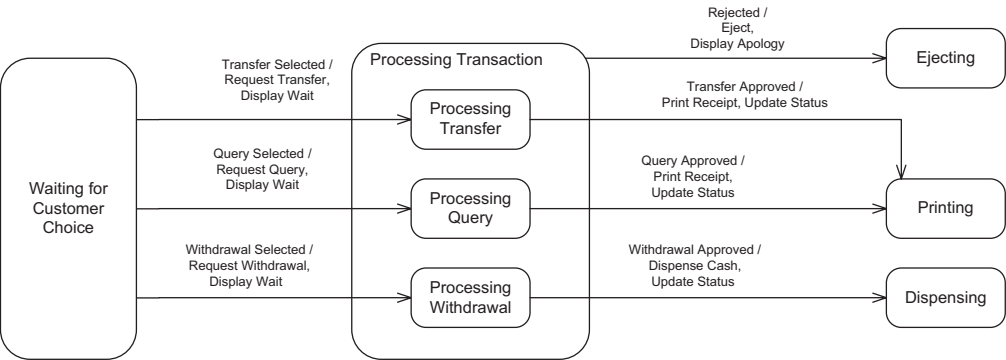 Rejected /
Eject,
Display Apology
Ejecting
Processing Transaction
Transfer Selected /
Request Transfer,
Display Wait
Processing
Transfer
Transfer Approved /
Print Receipt, Update Status
Waiting for
Customer
Choice
Query Selected /
Request Query,
Display Wait
Processing
Query
Query Approved /
Print Receipt,
Update Status
Printing
Withdrawal Selected /
Request Withdrawal,
Display Wait
Processing
Withdrawal
Withdrawal Approved /
Dispense Cash,
Update Status
Dispensing